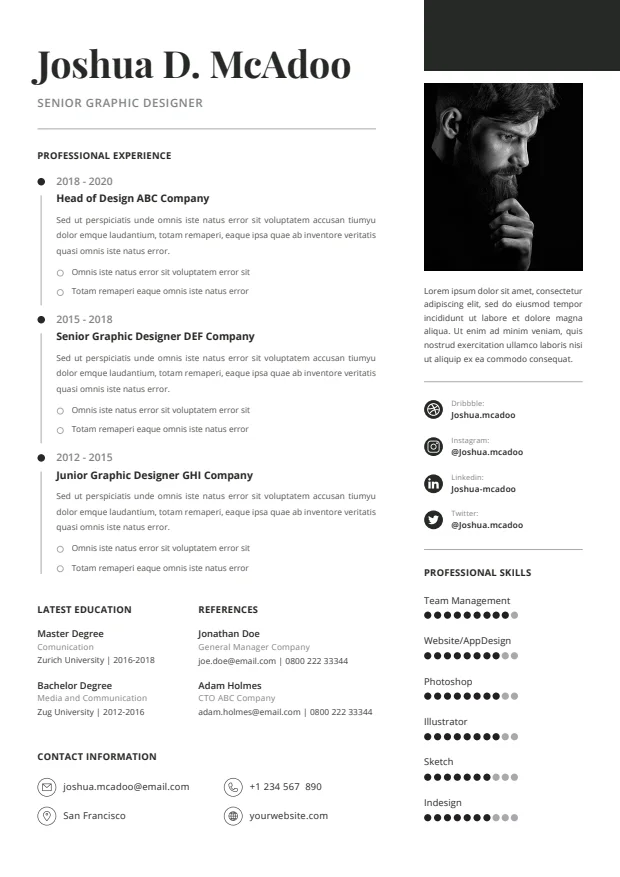 Joshua D. McAdoo
SENIOR GRAPHIC DESIGNER
PROFESSIONAL EXPERIENCE
2018 - 2020
Head of Design ABC Company
Sed ut perspiciatis unde omnis iste natus error sit voluptatem accusan tiumyu
dolor emque laudantium, totam remaperi, eaque ipsa quae ab inventore veritatis
quasi omnis iste natus error.
Omnis iste natus error sit voluptatem error sit
Totam remaperi eaque omnis iste natus error
2015 - 2018
Senior Graphic Designer DEF Company
Sed ut perspiciatis unde omnis iste natus error sit voluptatem accusan tiumyu
dolor emque laudantium, totam remaperi, eaque ipsa quae ab inventore veritatis
quasi omnis iste natus error.
Omnis iste natus error sit voluptatem error sit
Totam remaperi eaque omnis iste natus error
2012 - 2015
Junior Graphic Designer GHI Company
Sed ut perspiciatis unde omnis iste natus error sit voluptatem accusan tiumyu
dolor emque laudantium, totam remaperi, eaque ipsa quae ab inventore veritatis
quasi omnis iste natus error.
Omnis iste natus error sit voluptatem error sit
Totam remaperi eaque omnis iste natus error
LATEST EDUCATION
Master Degree
Comunication
Zurich University | 2016-2018
Bachelor Degree
Media and Communication
Zug University | 2012-2016
REFERENCES
Jonathan Doe
General Manager Company
joe.doe@email.com | 0800 222 33344
Adam Holmes
CTO ABC Company
adam.holmes@email.com | 0800 222 33344
CONTACT INFORMATION
joshua.mcadoo@email.com
+1 234 567 890
San Francisco
yourwebsite.com
Lorem ipsum dolor sit amet, consectetur
adipiscing elit, sed do eiusmod tempor
incididunt ut labore et dolore magna
aliqua. Ut enim ad minim veniam, quis
nostrud exercitation ullamco laboris nisi
ut aliquip ex ea commodo consequat.
Dribbble:
Joshua.mcadoo
Instagram:
@Joshua.mcadoo
Linkedin:
Joshua-mcadoo
Twitter:
@Joshua.mcadoo
PROFESSIONAL SKILLS
Team Management
Website/AppDesign
Photoshop
Illustrator
Sketch
Indesign